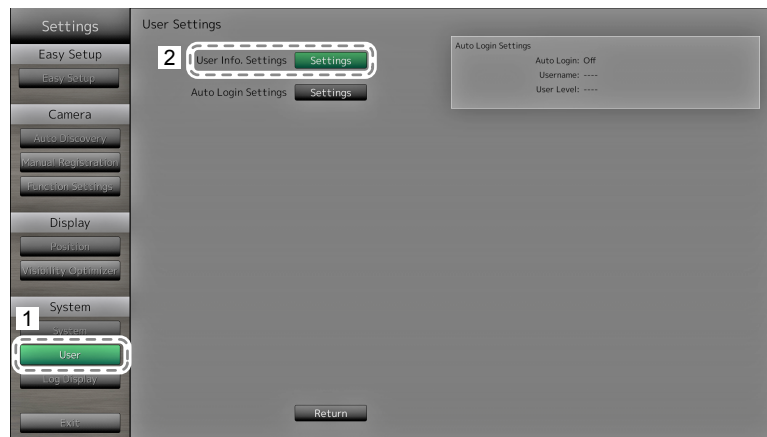 Settings
Easy Setup
Easy Setup
Camera
Auto Discovery
Manual Registration
Function Settings
Display
Position
Visibility Optimizer
System
1
System
User
Log Display
Exit
User Settings
2
User Info. Settings Settings
Auto Login Settings Settings
Return
Auto Login Settings
Auto Login: Off
Username: ----
User Level: ----